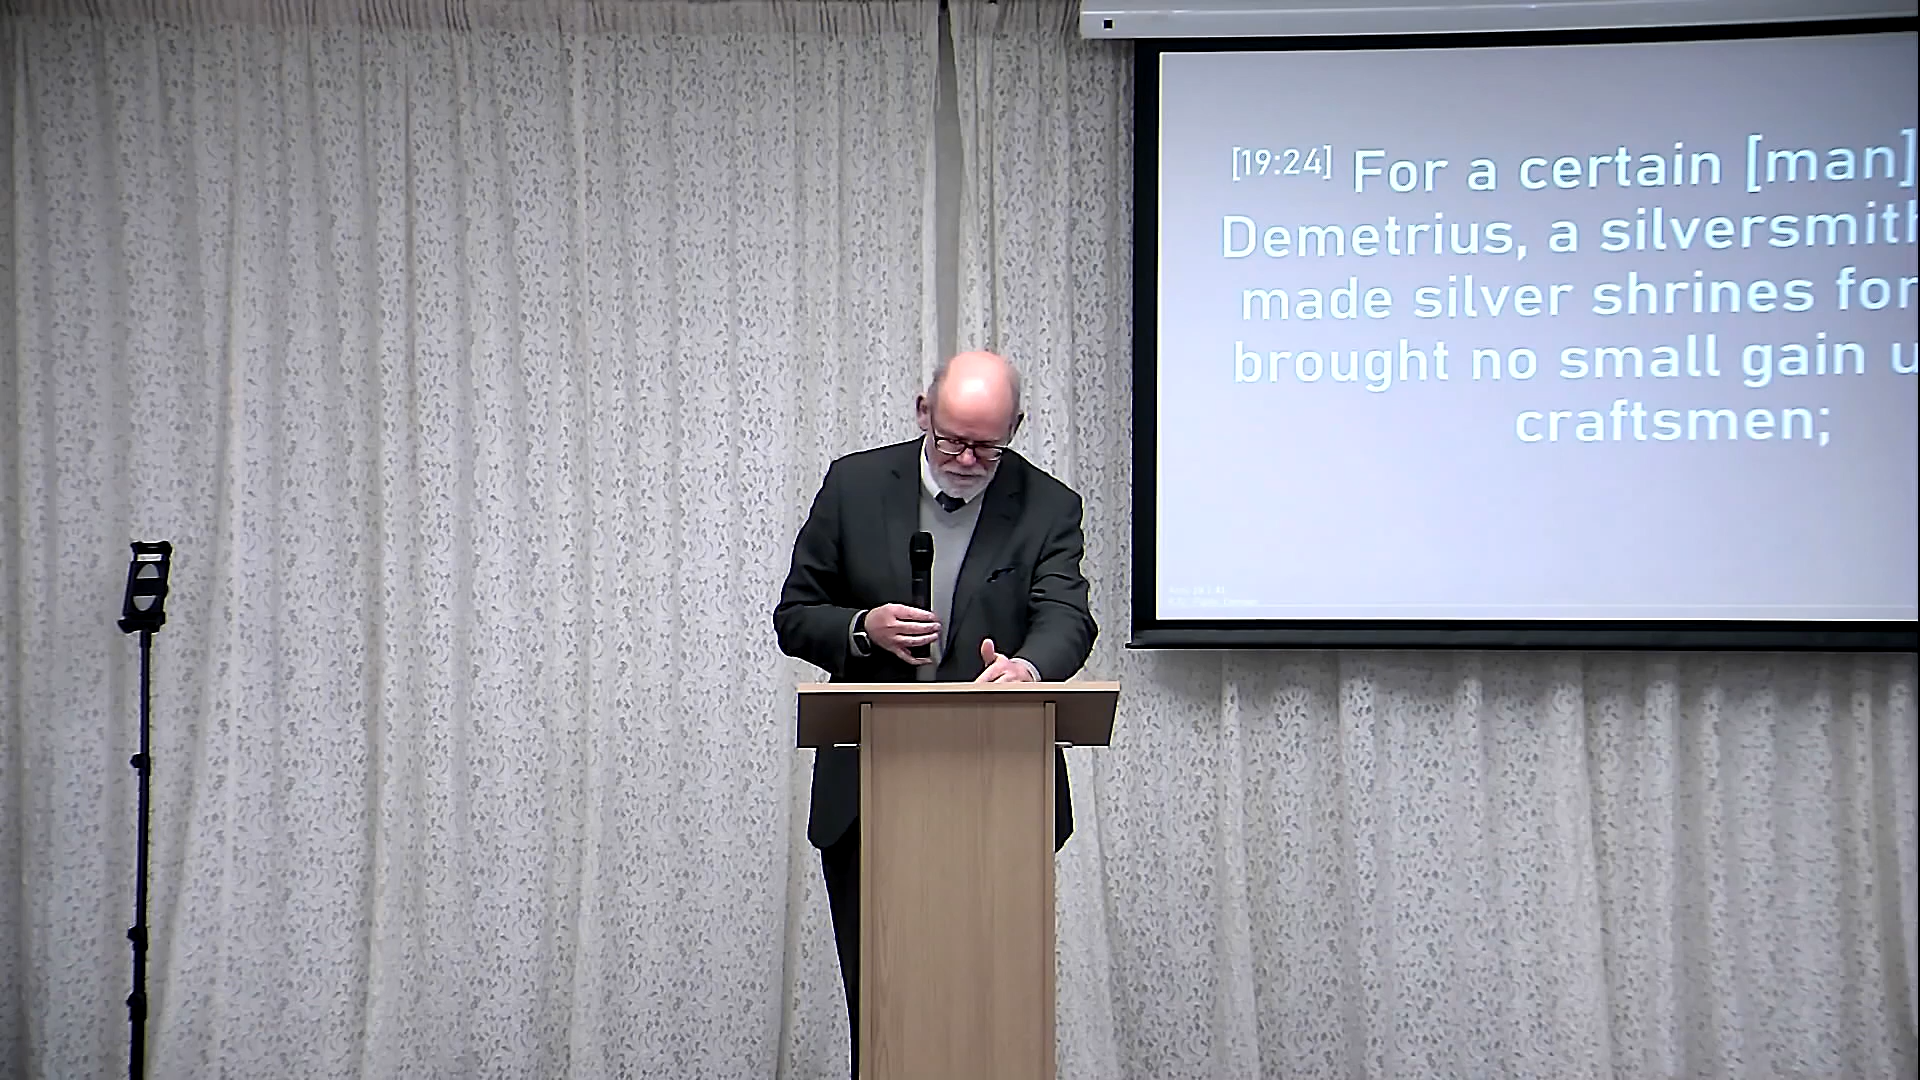 [19:24] For a certain [man]
Demetrius, a silversmith
made silver shrines for
brought no small gain u
craftsmen;